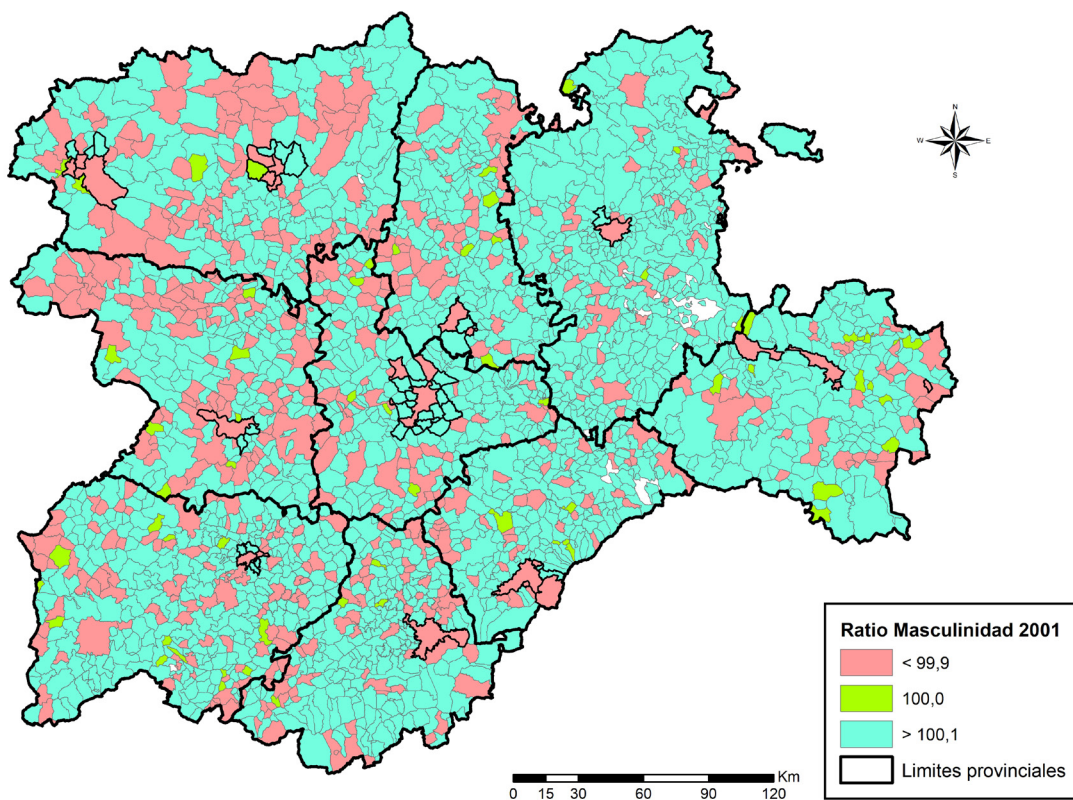 N
W E
S
Ratio Masculinidad 2001
< 99,9
100,0
> 100,1
Limites provinciales
Km
0 15 30 60 90 120